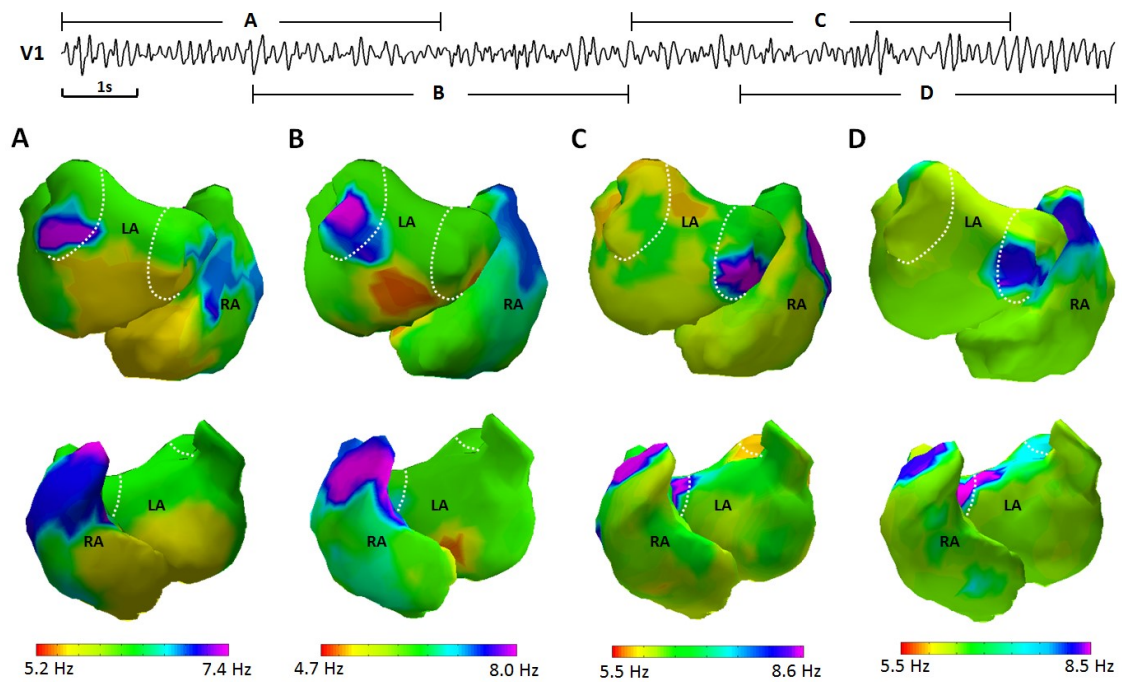 A C
V1
1s B D
A B C D
LA LA LA LA
RA RA RA RA
LA LA LA LA
RA RA RA RA
5.2 Hz 7.4 Hz 4.7 Hz 8.0 Hz 5.5 Hz 8.6 Hz 5.5 Hz 8.5 Hz